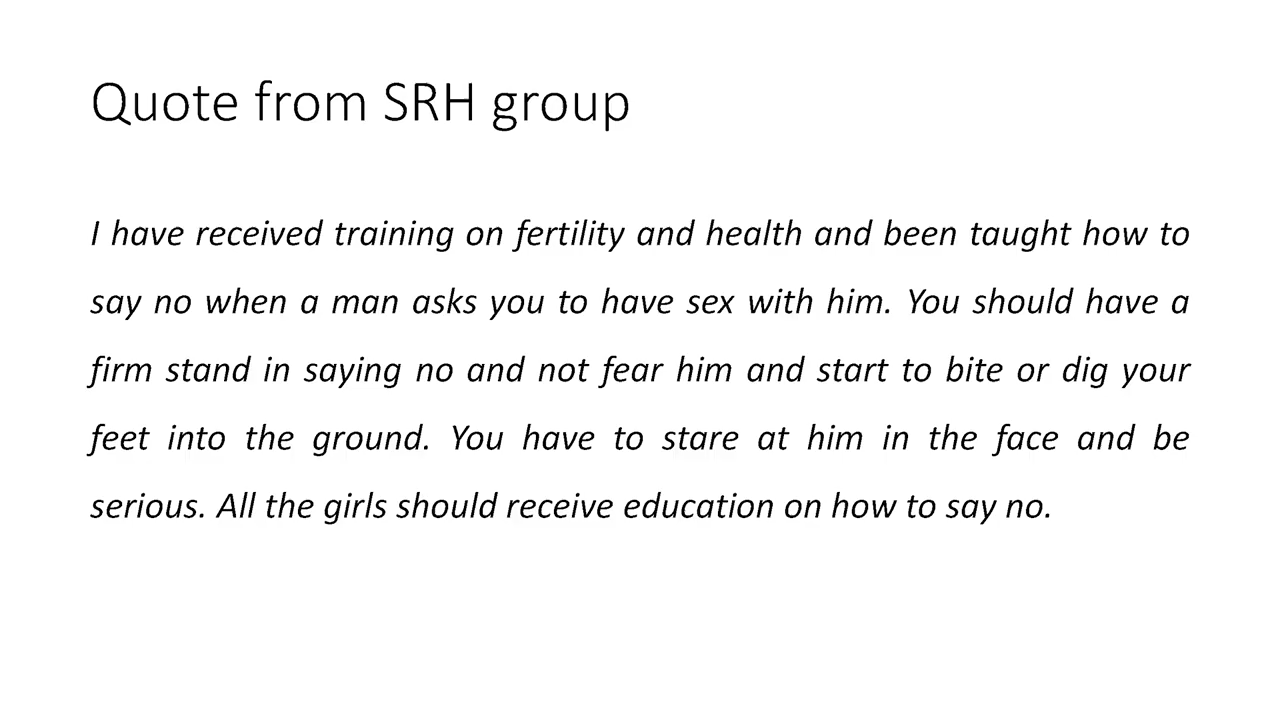 Quote from SRH group
I have received training on fertility and health and been taught how to
say no when a man asks you to have sex with him. You should have a
firm stand in saying no and not fear him and start to bite or dig your
feet into the ground. You have to stare at him in the face and be
serious. All the girls should receive education on how to say no.